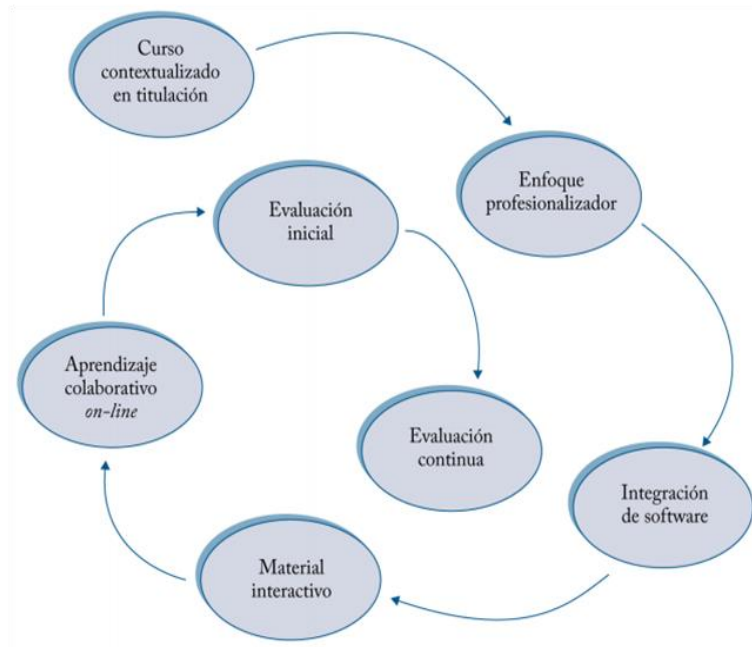 Curso
contextualizado
en titulación
Enfoque
profesionalizador
Integración
de software
Material
interactivo
Aprendizaje
colaborativo
on-line
Evaluación
inicial
Evaluación
continua